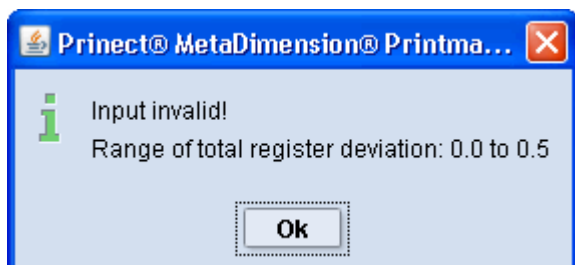 Prinect® MetaDimension® Printma...
Input invalid!
Range of total register deviation: 0.0 to 0.5
Ok